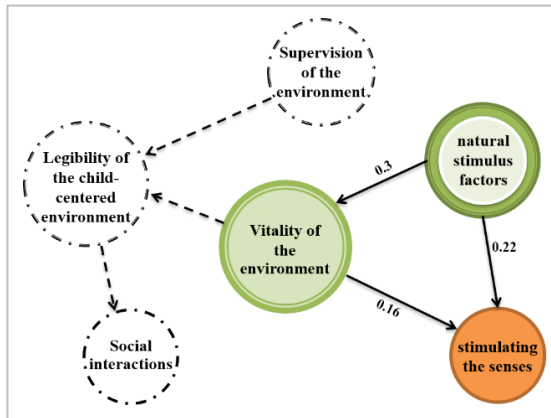 Supervision
of the
environment
Legibility of
the child-
centered
environment
natural
stimulus
factors
0.3
Vitality of
the
environment
0.22
0.16
Social
interactions
stimulating
the senses